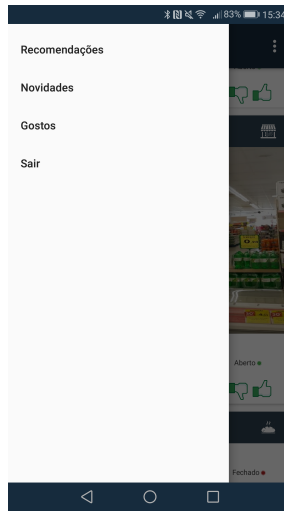 83% 15:34
Recomendações
Novidades
Gostos
Sair
Aberto
Fechado